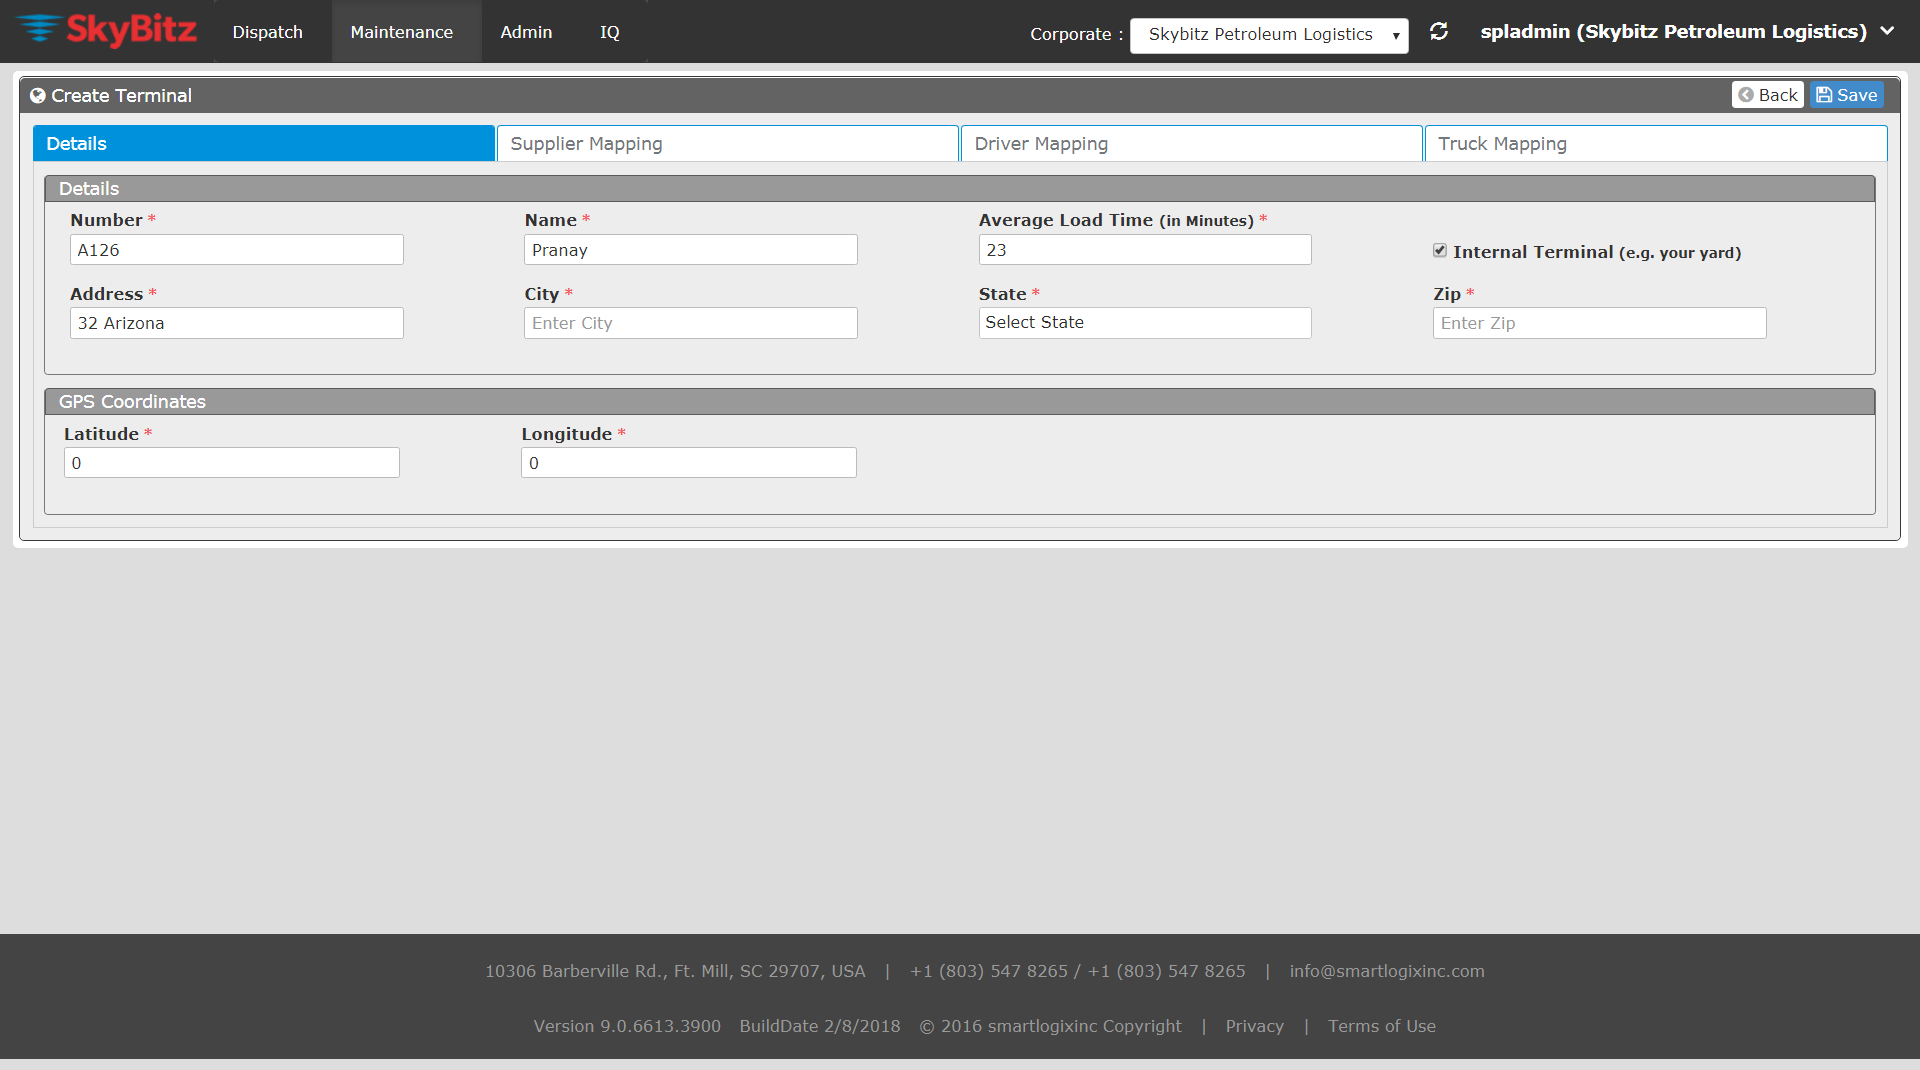 SkyBitz Dispatch Maintenance Admin IQ Corporate : Skybitz Petroleum Logistics spladmin (Skybitz Petroleum Logistics)
Create Terminal Back Save
Details Supplier Mapping Driver Mapping Truck Mapping
Details
Number * Name * Average Load Time (in Minutes) *
A126 Pranay 23 Internal Terminal (e.g. your yard)
Address * City * State * Zip *
32 Arizona Enter City Select State Enter Zip
GPS Coordinates
Latitude * Longitude *
0 0
10306 Barberville Rd., Ft. Mill, SC 29707, USA | +1 (803) 547 8265 / +1 (803) 547 8265 | info@smartlogixinc.com
Version 9.0.6613.3900 BuildDate 2/8/2018 © 2016 smartlogixinc Copyright | Privacy | Terms of Use